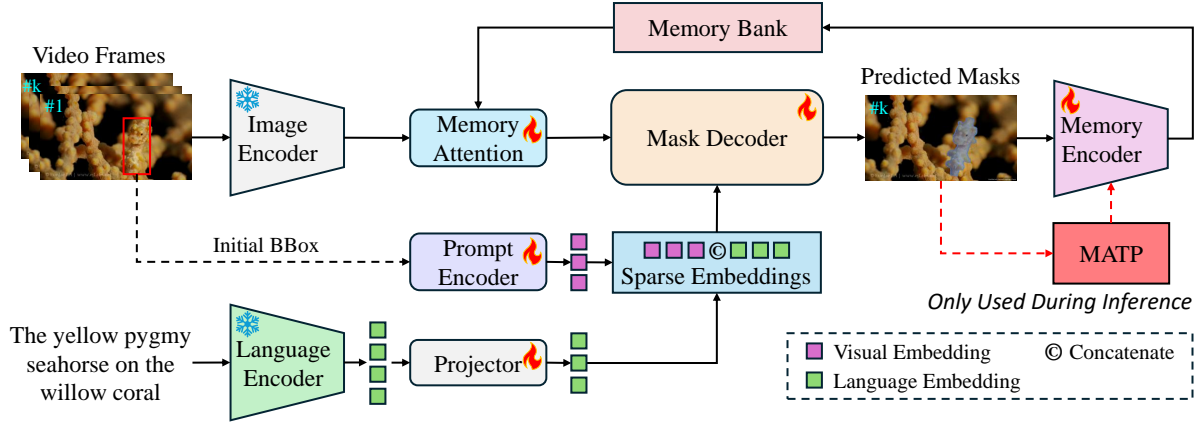 Memory Bank
Video Frames
#k
#1
Image
Encoder
Memory
Attention
Mask Decoder
Predicted Masks
#k
Memory
Encoder
Initial BBox
Prompt
Encoder
©
Sparse Embeddings
MATP
Only Used During Inference
The yellow pygmy
seahorse on the
willow coral
Language
Encoder
Projector
Visual Embedding
© Concatenate
Language Embedding